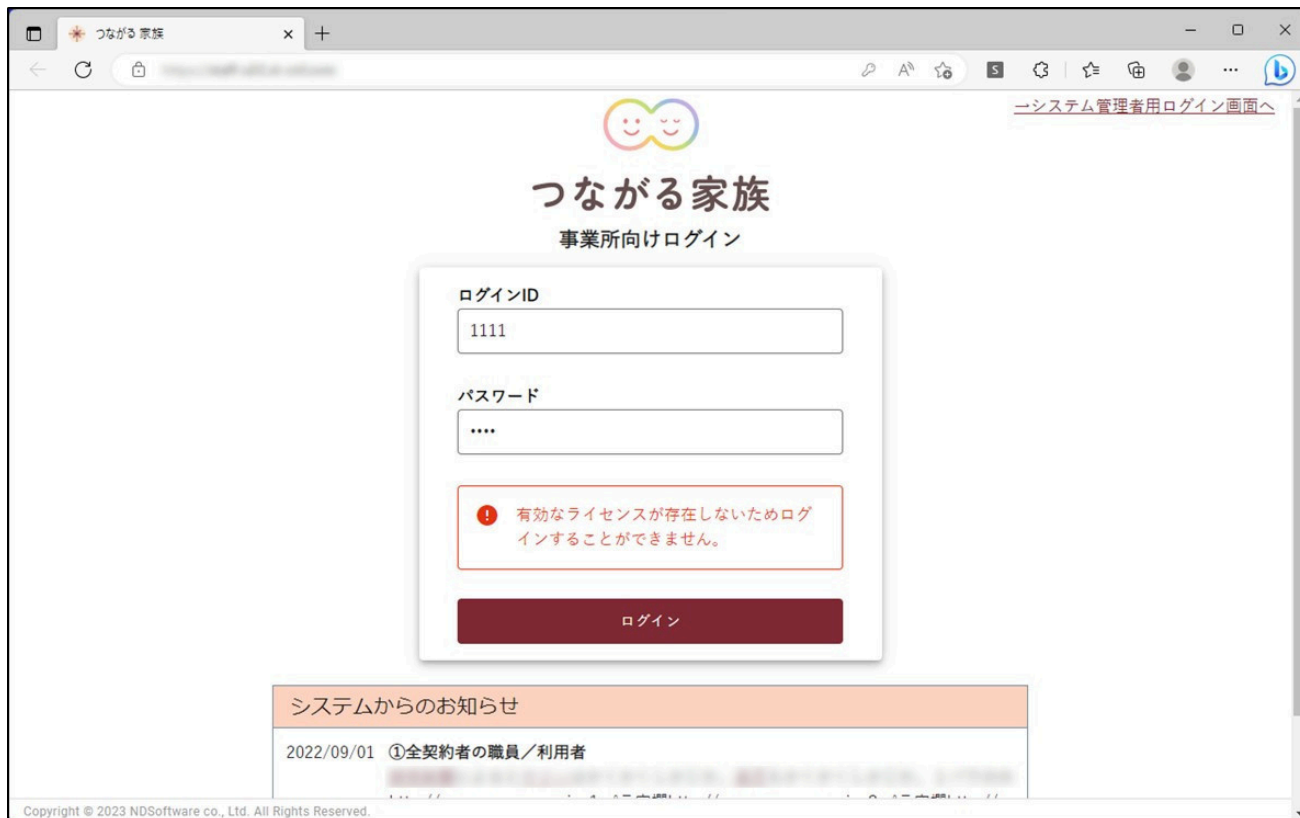 つながる 家族
→システム管理者用ログイン画面へ
つながる家族
事業所向けログイン
ログインID
1111
パスワード
••••
有効なライセンスが存在しないためログ
インすることができません。
ログイン
システムからのお知らせ
2022/09/01 ①全契約者の職員／利用者
Copyright © 2023 NDSoftware co., Ltd. All Rights Reserved.